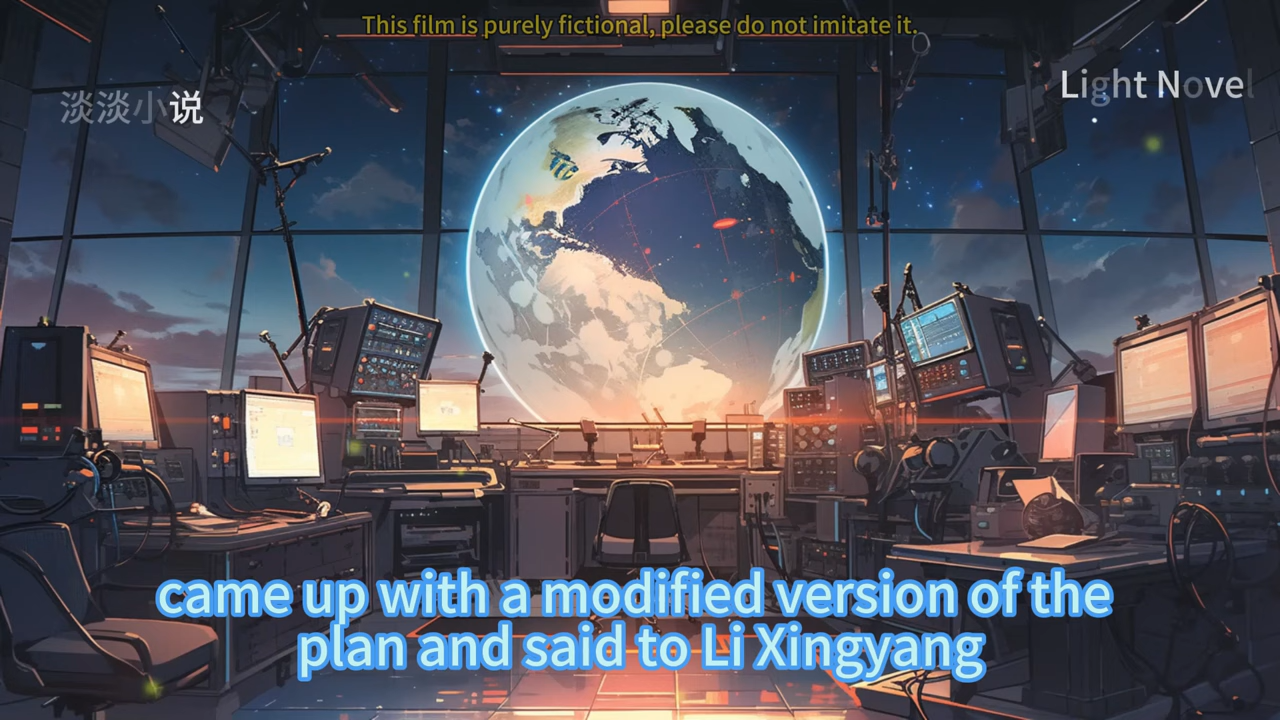 This film is purely fictional, please do not imitate it.
淡淡小说
Light Novel
came up with a modified version of the
plan and said to Li Xingyang